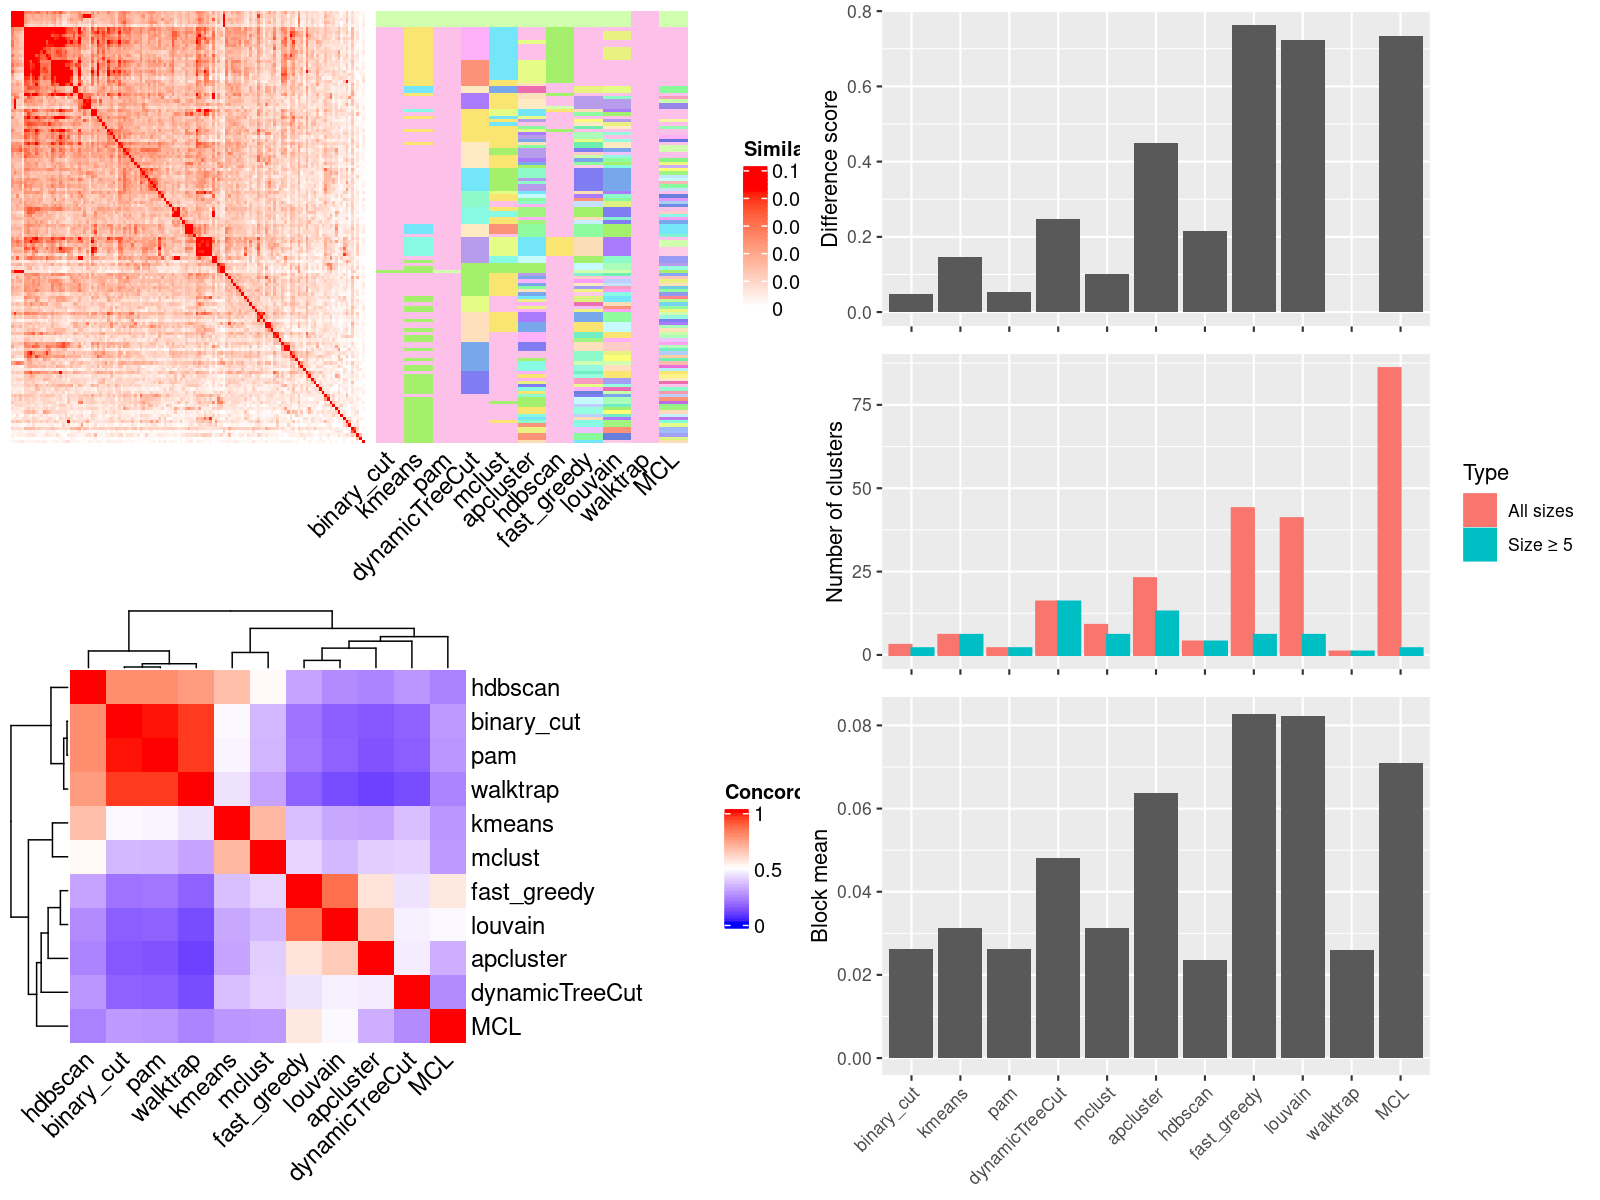 Simila
0.1
0.0
0.0
0.0
0.0
0
binary_cut
kmeans
pam
dynamicTreeCut
mclust
apcluster
hdbscan
fast_greedy
louvain
walktrap
MCL
Difference score
0.8
0.6
0.4
0.2
0.0
Number of clusters
75
50
25
0
Type
All sizes
Size ≥ 5
hdbscan
binary_cut
pam
walktrap
kmeans
mclust
fast_greedy
louvain
apcluster
dynamicTreeCut
MCL
hdbscan
binary_cut
pam
walktrap
kmeans
mclust
fast_greedy
louvain
apcluster
dynamicTreeCut
MCL
Concord
1
0.5
0
Block mean
0.08
0.06
0.04
0.02
0.00
binary_cut
kmeans
pam
dynamicTreeCut
mclust
apcluster
hdbscan
fast_greedy
louvain
walktrap
MCL